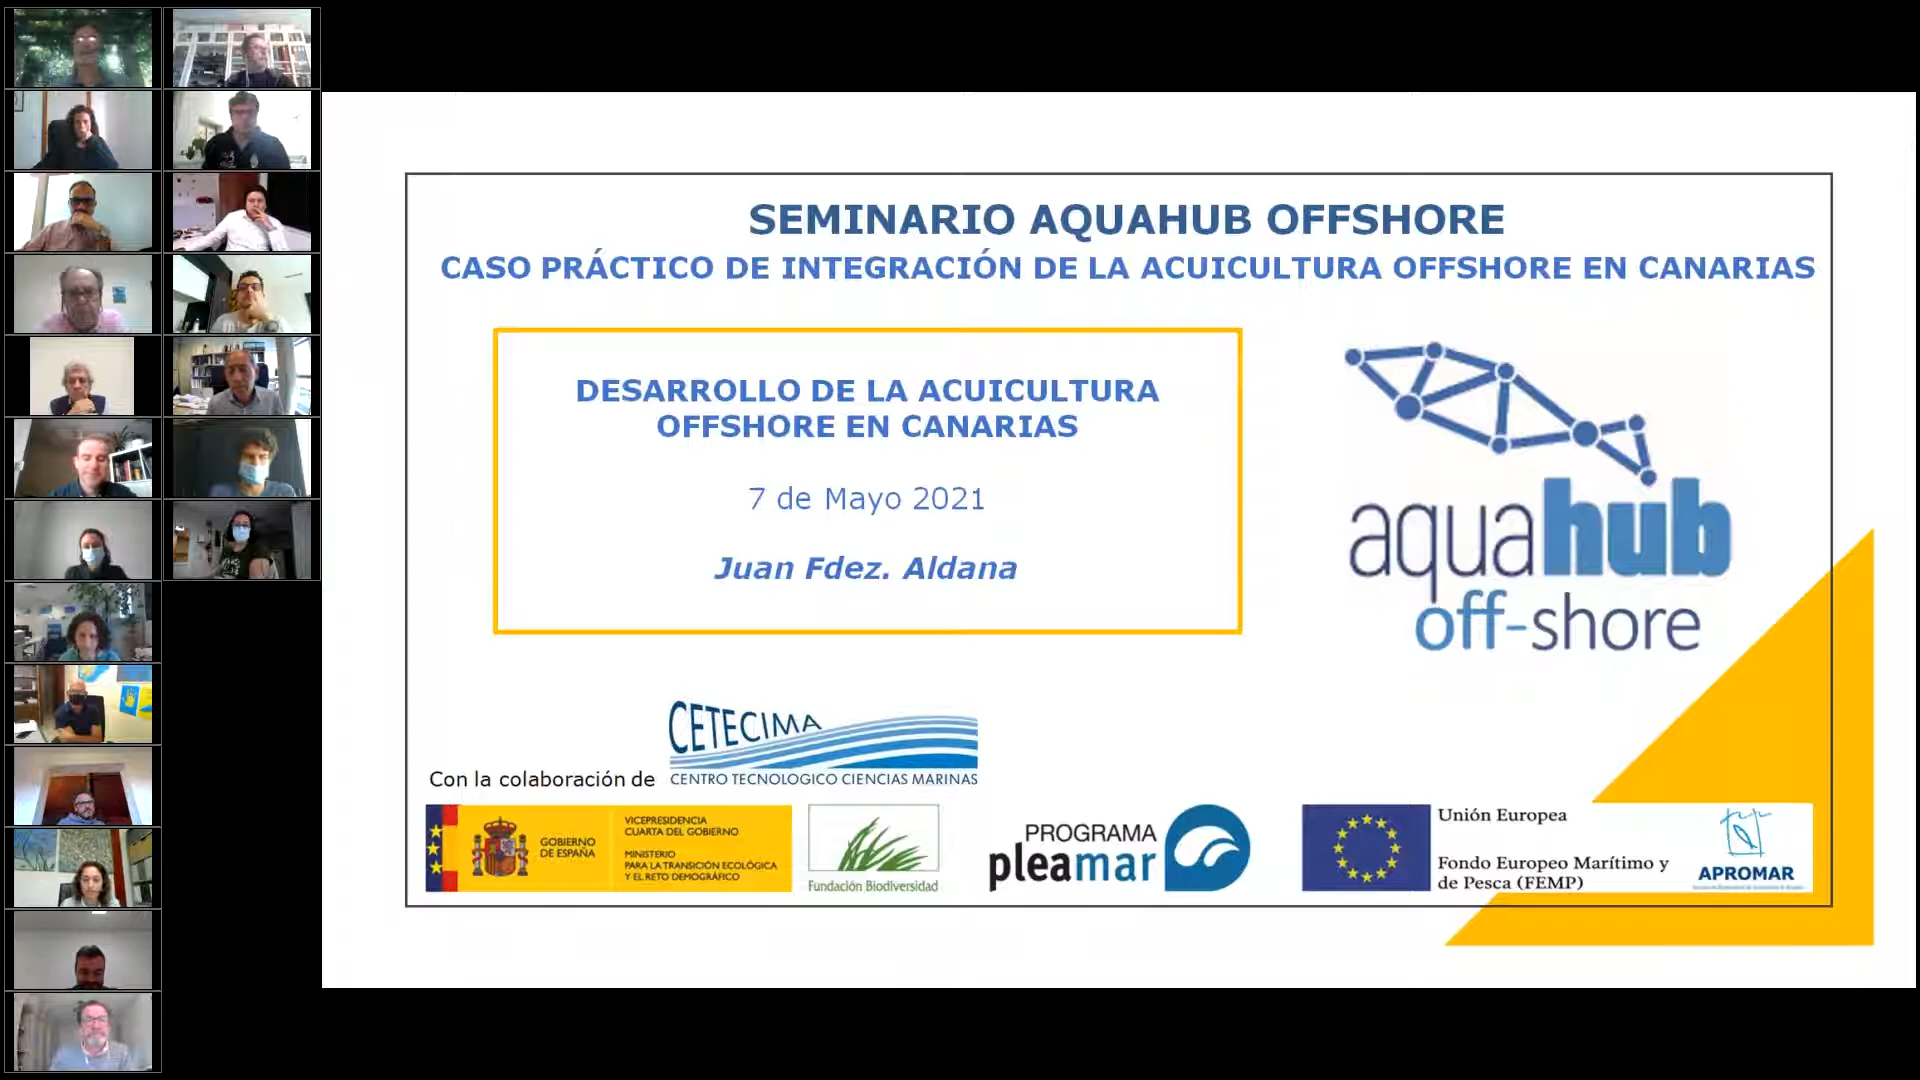 SEMINARIO AQUAHUB OFFSHORE
CASO PRÁCTICO DE INTEGRACIÓN DE LA ACUICULTURA OFFSHORE EN CANARIAS
DESARROLLO DE LA ACUICULTURA
OFFSHORE EN CANARIAS
7 de Mayo 2021
Juan Fdez. Aldana
aquahub
off-shore
CETECIMA
CENTRO TECNOLOGICO CIENCIAS MARINAS
Con la colaboración de
GOBIERNO
DE ESPAÑA
VICEPRESIDENCIA
CUARTA DEL GOBIERNO
MINISTERIO
PARA LA TRANSICIÓN ECOLÓGICA
Y EL RETO DEMOGRÁFICO
Fundación Biodiversidad
PROGRAMA
pleamar
Unión Europea
Fondo Europeo Marítimo y
de Pesca (FEMP)
APROMAR